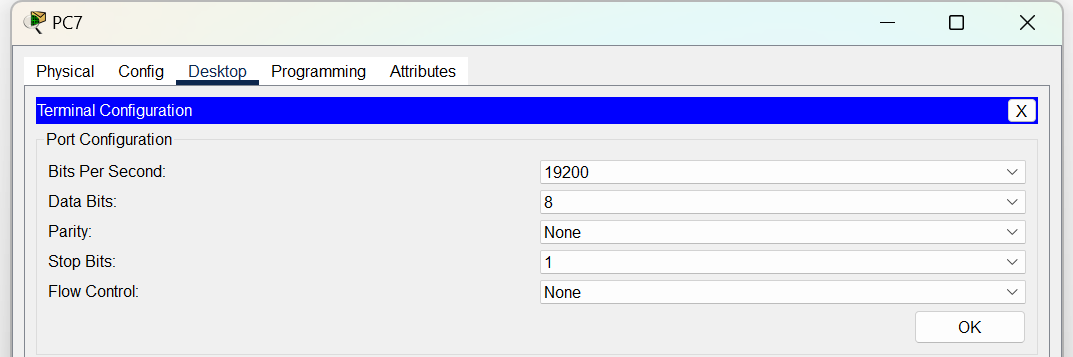 PC7
Physical Config Desktop Programming Attributes
Terminal Configuration X
Port Configuration
Bits Per Second: 19200
Data Bits: 8
Parity: None
Stop Bits: 1
Flow Control: None
OK